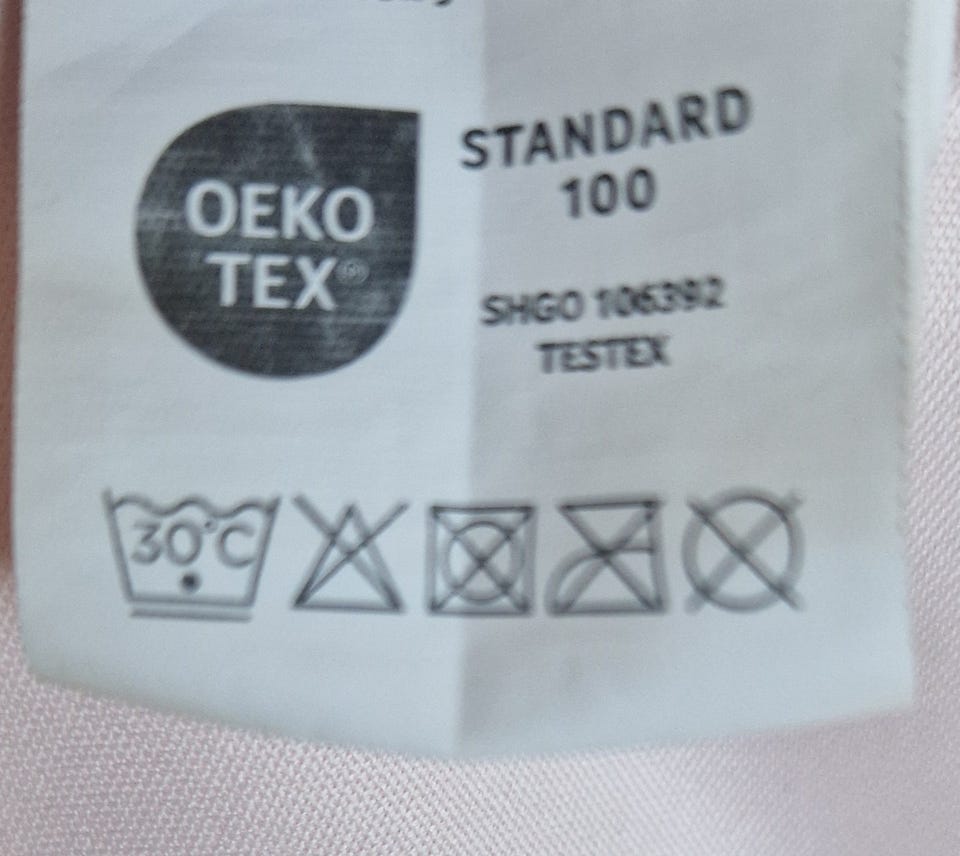 OEKO
TEX®
STANDARD
100
SHGO 106392
TESTEX
30°C